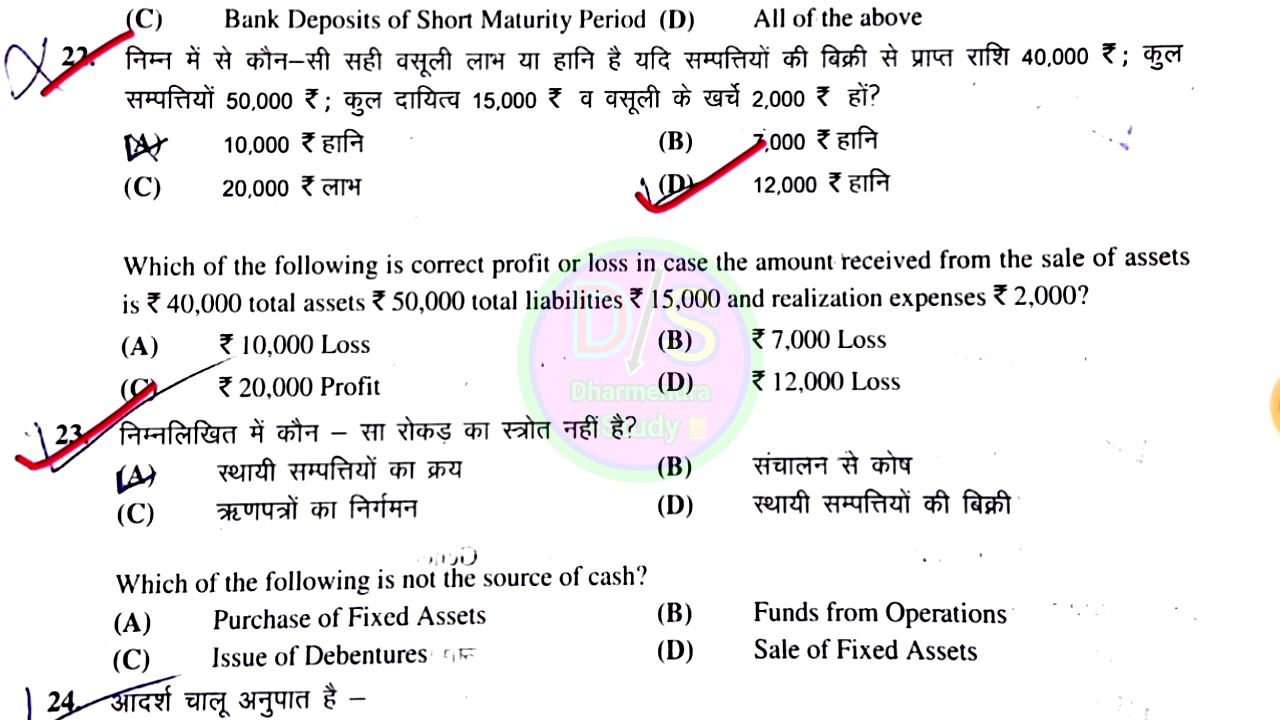 (C) Bank Deposits of Short Maturity Period (D) All of the above
22. निम्न में से कौन–सी सही वसूली लाभ या हानि है यदि सम्पत्तियों की बिक्री से प्राप्त राशि 40,000 ₹ ; कुल
सम्पत्तियों 50,000 ₹ ; कुल दायित्व 15,000 ₹ व वसूली के खर्चे 2,000 ₹ हों?
(A) 10,000 ₹ हानि (B) 7,000 ₹ हानि
(C) 20,000 ₹ लाभ (D) 12,000 ₹ हानि
Which of the following is correct profit or loss in case the amount received from the sale of assets
is ₹ 40,000 total assets ₹ 50,000 total liabilities ₹ 15,000 and realization expenses ₹ 2,000?
(A) ₹ 10,000 Loss (B) ₹ 7,000 Loss
(C) ₹ 20,000 Profit (D) ₹ 12,000 Loss
D/S
Dharmendra
Study
23. निम्नलिखित में कौन – सा रोकड़ का स्त्रोत नहीं है?
(A) स्थायी सम्पत्तियों का क्रय (B) संचालन से कोष
(C) ऋणपत्रों का निर्गमन (D) स्थायी सम्पत्तियों की बिक्री
Which of the following is not the source of cash?
(A) Purchase of Fixed Assets (B) Funds from Operations
(C) Issue of Debentures (D) Sale of Fixed Assets
24. आदर्श चालू अनुपात है –